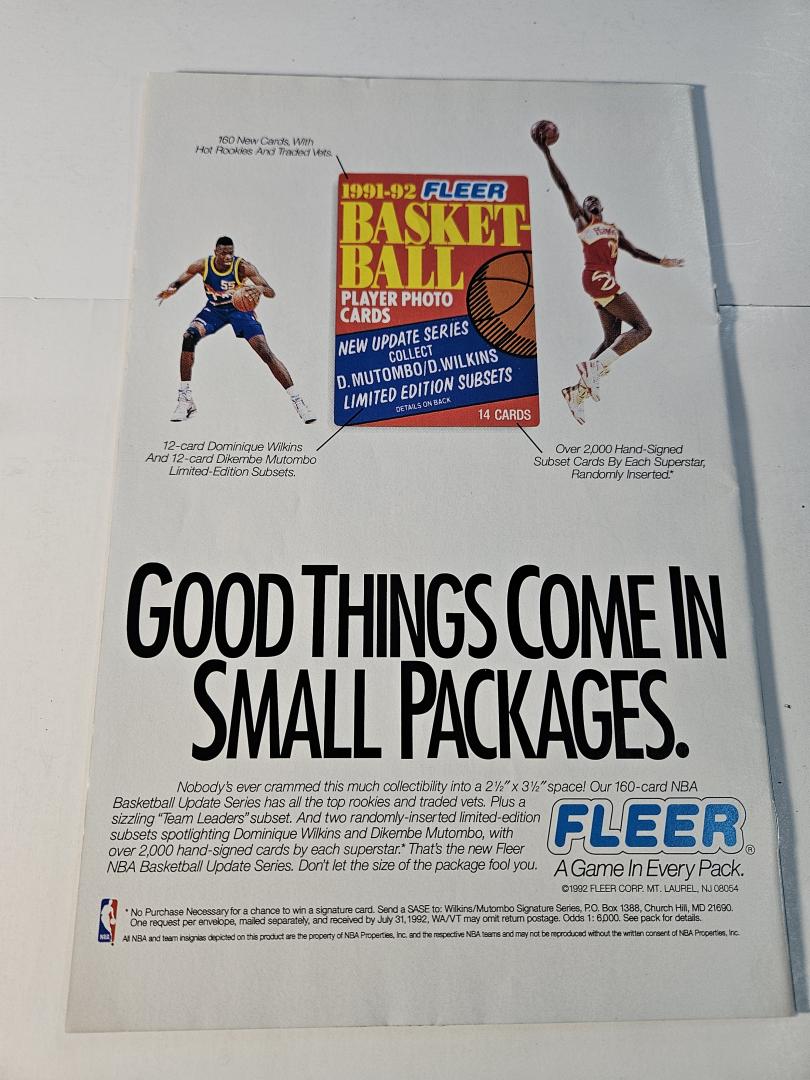 160 New Cards, With
Hot Rookies And Traded Vets.
1991-92 FLEER
BASKET-
BALL
PLAYER PHOTO
CARDS
NEW UPDATE SERIES
COLLECT
D. MUTOMBO/D. WILKINS
LIMITED EDITION SUBSETS
DETAILS ON BACK
14 CARDS
55
12-card Dominique Wilkins
And 12-card Dikembe Mutombo
Limited-Edition Subsets.
Over 2,000 Hand-Signed
Subset Cards By Each Superstar,
Randomly Inserted.*
GOOD THINGS COME IN
SMALL PACKAGES.
Nobody's ever crammed this much collectibility into a 2½" x 3½" space! Our 160-card NBA
Basketball Update Series has all the top rookies and traded vets. Plus a
sizzling "Team Leaders" subset. And two randomly-inserted limited-edition
subsets spotlighting Dominique Wilkins and Dikembe Mutombo, with
over 2,000 hand-signed cards by each superstar.* That's the new Fleer
NBA Basketball Update Series. Don't let the size of the package fool you.
FLEER®
A Game In Every Pack.
©1992 FLEER CORP. MT. LAUREL, NJ 08054
* No Purchase Necessary for a chance to win a signature card. Send a SASE to: Wilkins/Mutombo Signature Series, P.O. Box 1388, Church Hill, MD 21690.
One request per envelope, mailed separately, and received by July 31, 1992, WA/VT may omit return postage. Odds 1: 6,000. See pack for details.
NBA
All NBA and team insignias depicted on this product are the property of NBA Properties, Inc. and the respective NBA teams and may not be reproduced without the written consent of NBA Properties, Inc.